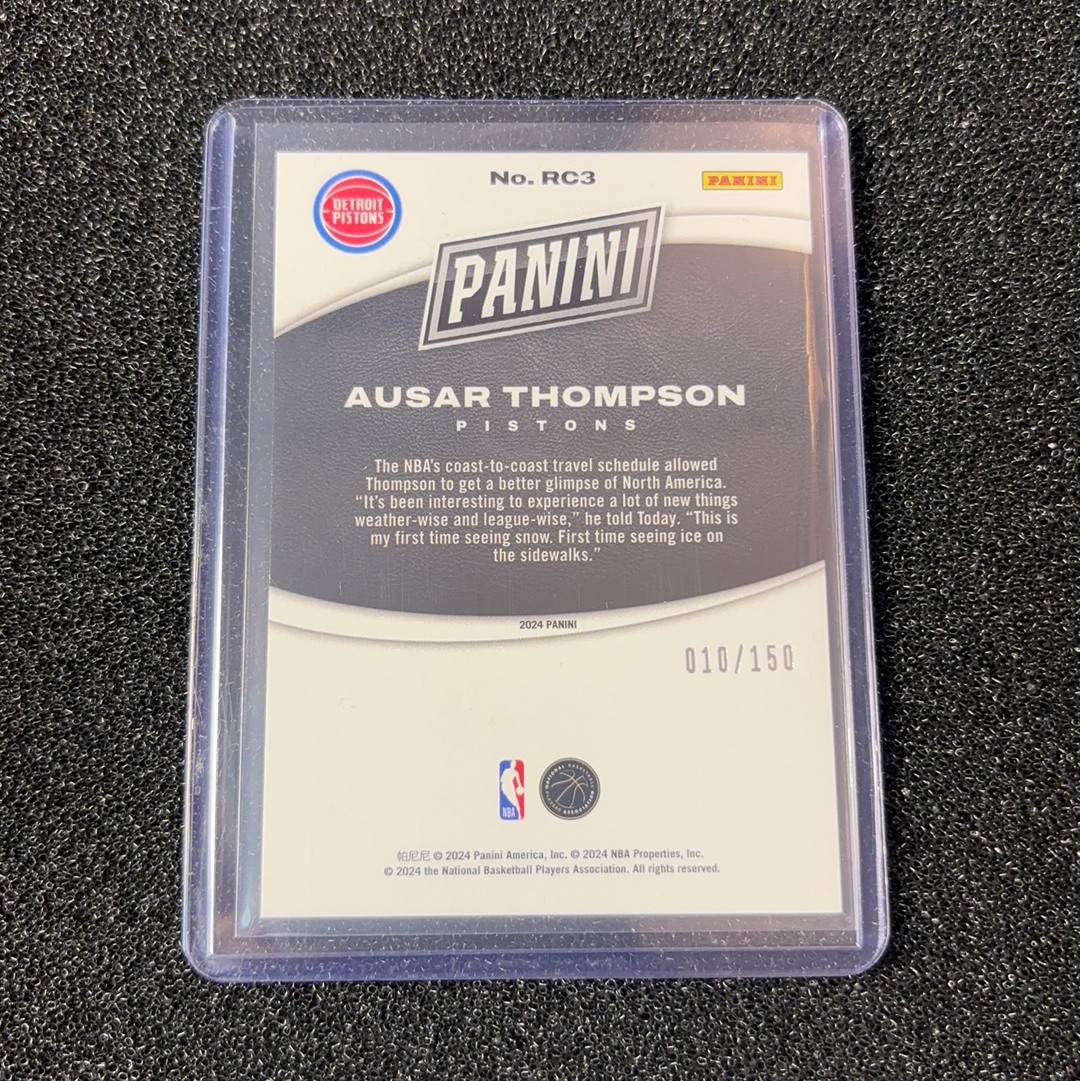 No. RC3
PANINI
DETROIT
PISTONS
PANINI
AUSAR THOMPSON
PISTONS
The NBA's coast-to-coast travel schedule allowed
Thompson to get a better glimpse of North America.
“It's been interesting to experience a lot of new things
weather-wise and league-wise,” he told Today. “This is
my first time seeing snow. First time seeing ice on
the sidewalks.”
2024 PANINI
010/150
NBA
帕尼尼 © 2024 Panini America, Inc. © 2024 NBA Properties, Inc.
© 2024 the National Basketball Players Association. All rights reserved.